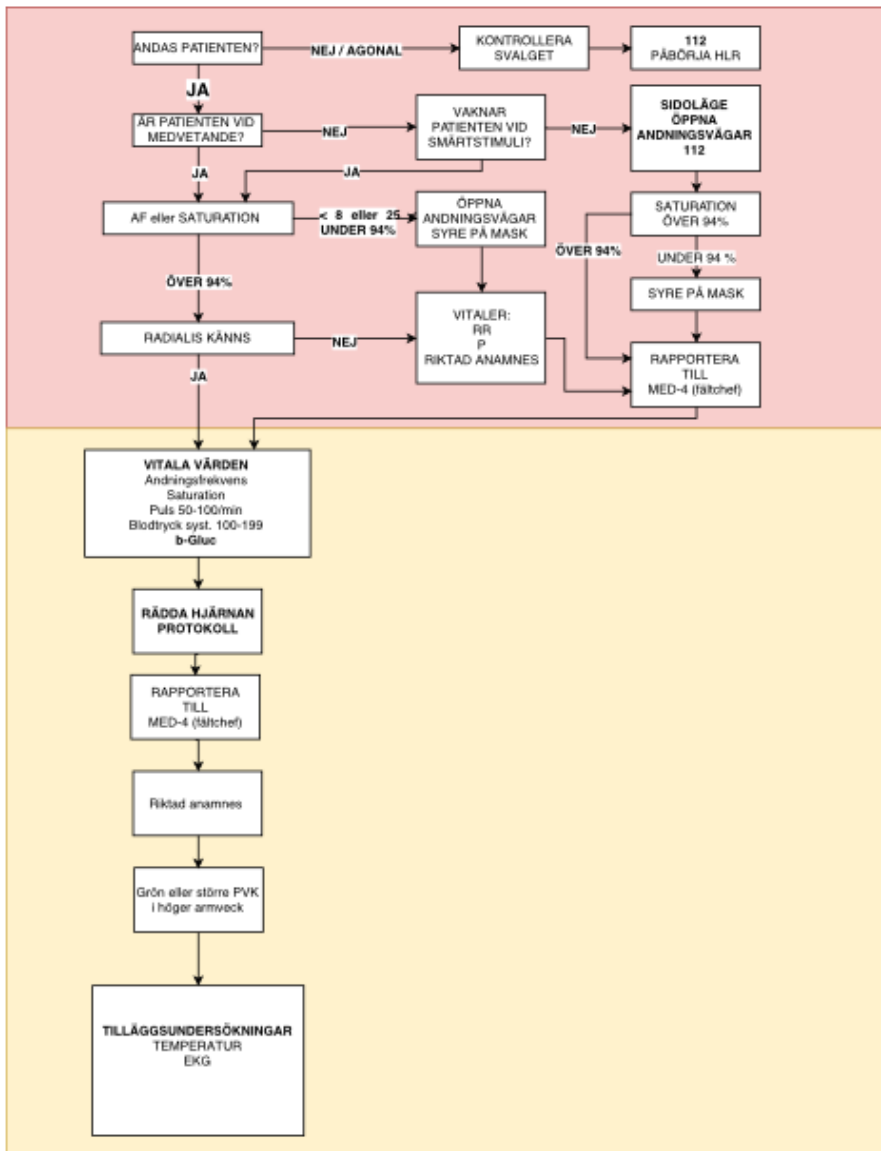 ANDAS PATIENTEN?
NEJ / AGONAL
KONTROLLERA
SVALGET
112
PÅBÖRJA HLR
JA
ÄR PATIENTEN VID
MEDVETANDE?
NEJ
VAKNAR
PATIENTEN VID
SMÄRTSTIMULI?
NEJ
SIDOLÄGE
ÖPPNA
ANDNINGSVÄGAR
112
JA
JA
AF eller SATURATION
< 8 eller 25
UNDER 94%
ÖPPNA
ANDNINGSVÄGAR
SYRE PÅ MASK
SATURATION
ÖVER 94%
ÖVER 94%
UNDER 94 %
ÖVER 94%
SYRE PÅ MASK
RADIALIS KÄNNS
NEJ
VITALER:
RR
P
RIKTAD ANAMNES
RAPPORTERA
TILL
MED-4 (fältchef)
JA
VITALA VÄRDEN
Andningsfrekvens
Saturation
Puls 50-100/min
Blodtryck syst. 100-199
b-Gluc
RÄDDA HJÄRNAN
PROTOKOLL
RAPPORTERA
TILL
MED-4 (fältchef)
Riktad anamnes
Grön eller större PVK
i höger armveck
TILLÄGGSUNDERSÖKNINGAR
TEMPERATUR
EKG